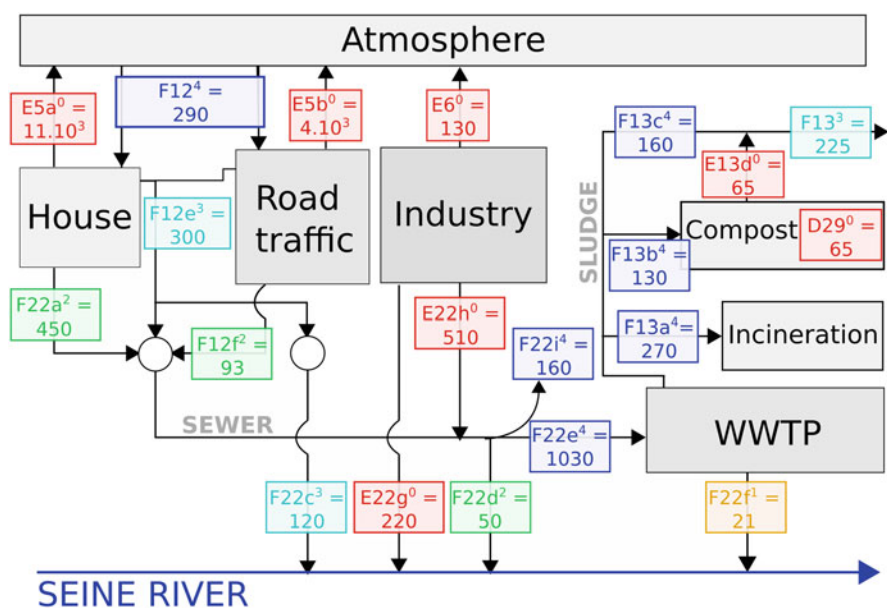 Atmosphere
E5a⁰ =
11.10³
F12⁴ =
290
E5b⁰ =
4.10³
E6⁰ =
130
F13c⁴ =
160
F13³ =
225
House
F12e³ =
300
Road
traffic
Industry
SLUDGE
E13d⁰ =
65
Compost
D29⁰ =
65
F13b⁴ =
130
F22a² =
450
F12f² =
93
E22h⁰ =
510
F22i⁴ =
160
F13a⁴=
270
Incineration
SEWER
F22e⁴ =
1030
WWTP
F22c³ =
120
E22g⁰ =
220
F22d² =
50
F22f¹ =
21
SEINE RIVER